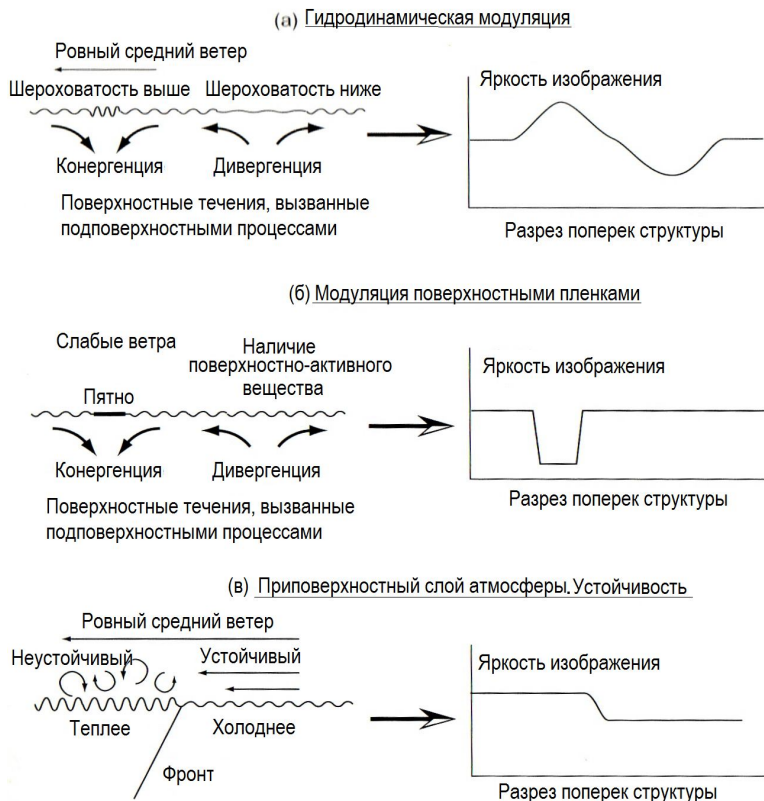 (а) Гидродинамическая модуляция
Ровный средний ветер
Шероховатость выше Шероховатость ниже
Конергенция Дивергенция
Поверхностные течения, вызванные
подповерхностными процессами
Яркость изображения
Разрез поперек структуры
(б) Модуляция поверхностными пленками
Слабые ветра
Наличие
поверхностно-активного
вещества
Пятно
Конергенция Дивергенция
Поверхностные течения, вызванные
подповерхностными процессами
Яркость изображения
Разрез поперек структуры
(в) Приповерхностный слой атмосферы.Устойчивость
Ровный средний ветер
Неустойчивый Устойчивый
Теплее Холоднее
Фронт
Яркость изображения
Разрез поперек структуры